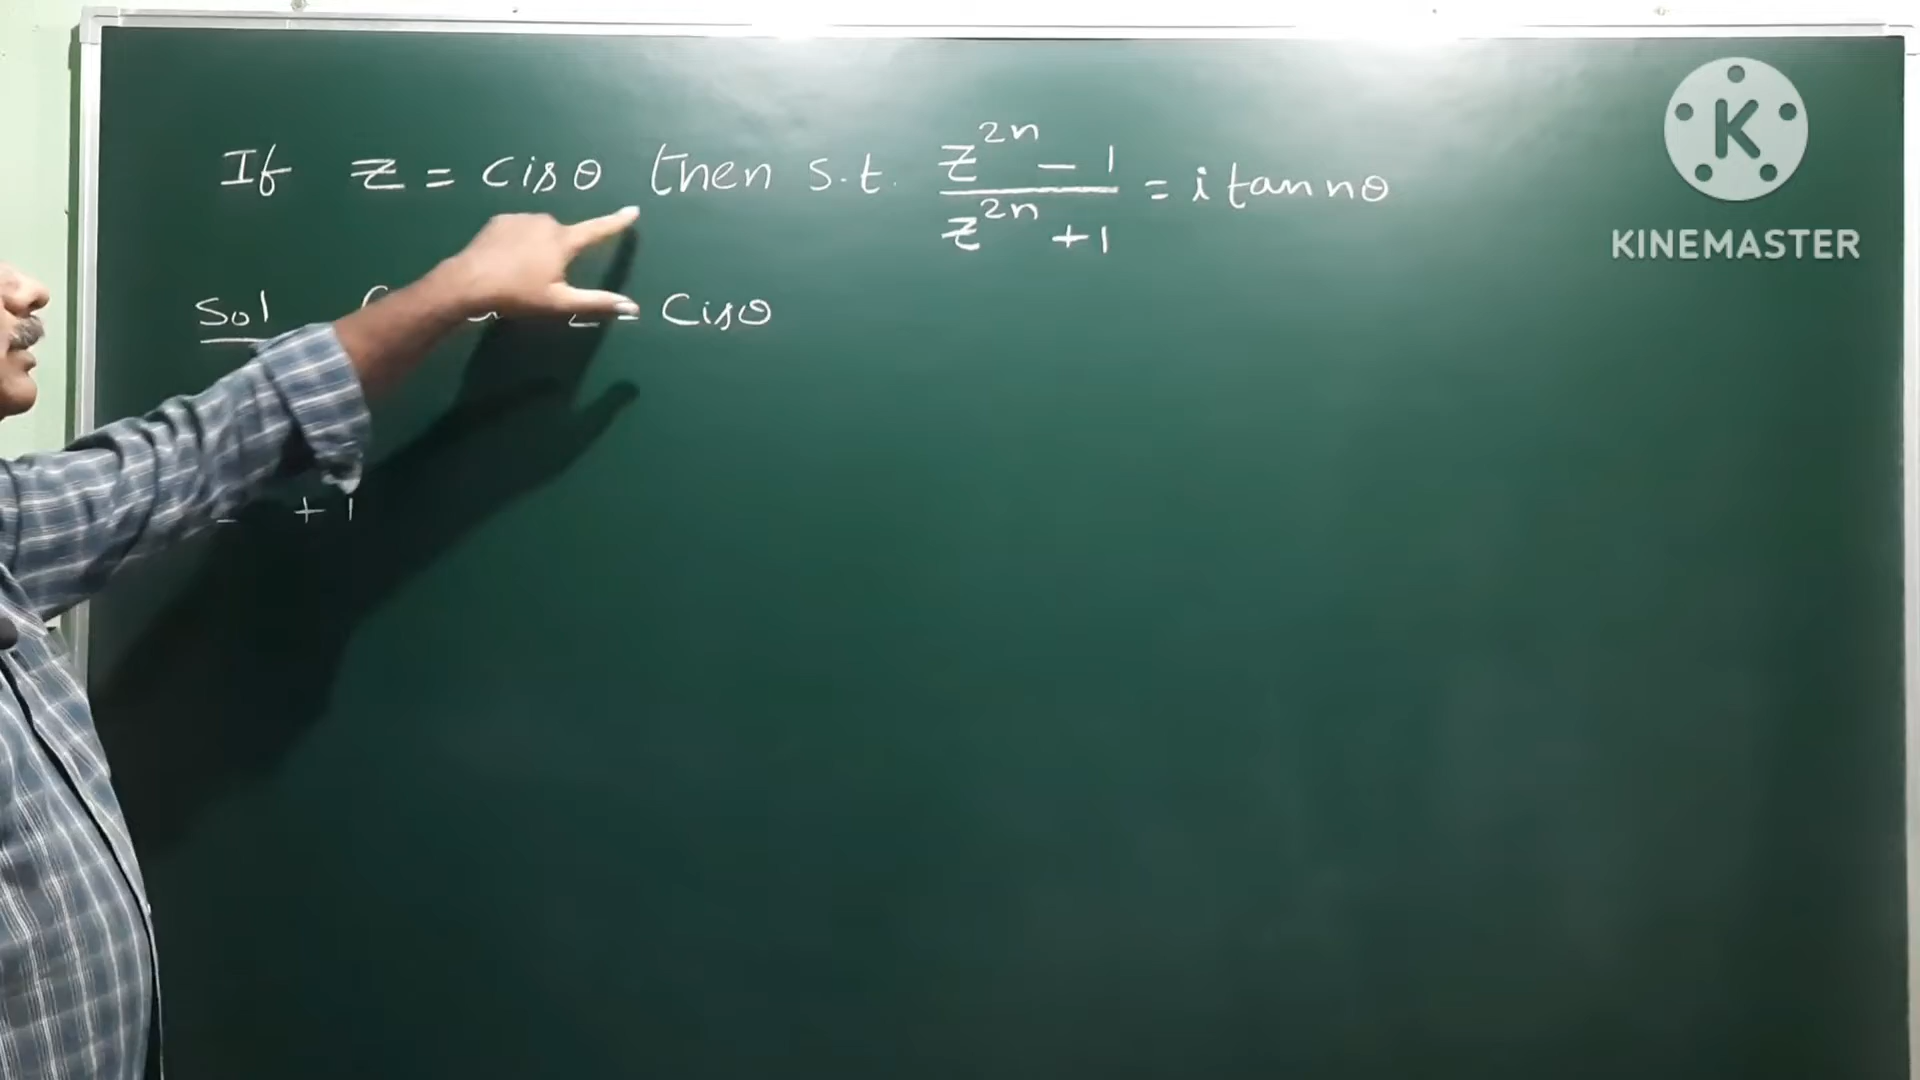 If z = cisθ then s.t. z^2n - 1 / z^2n + 1 = i tan nθ
Sol = Cisθ
+ 1
K
KINEMASTER